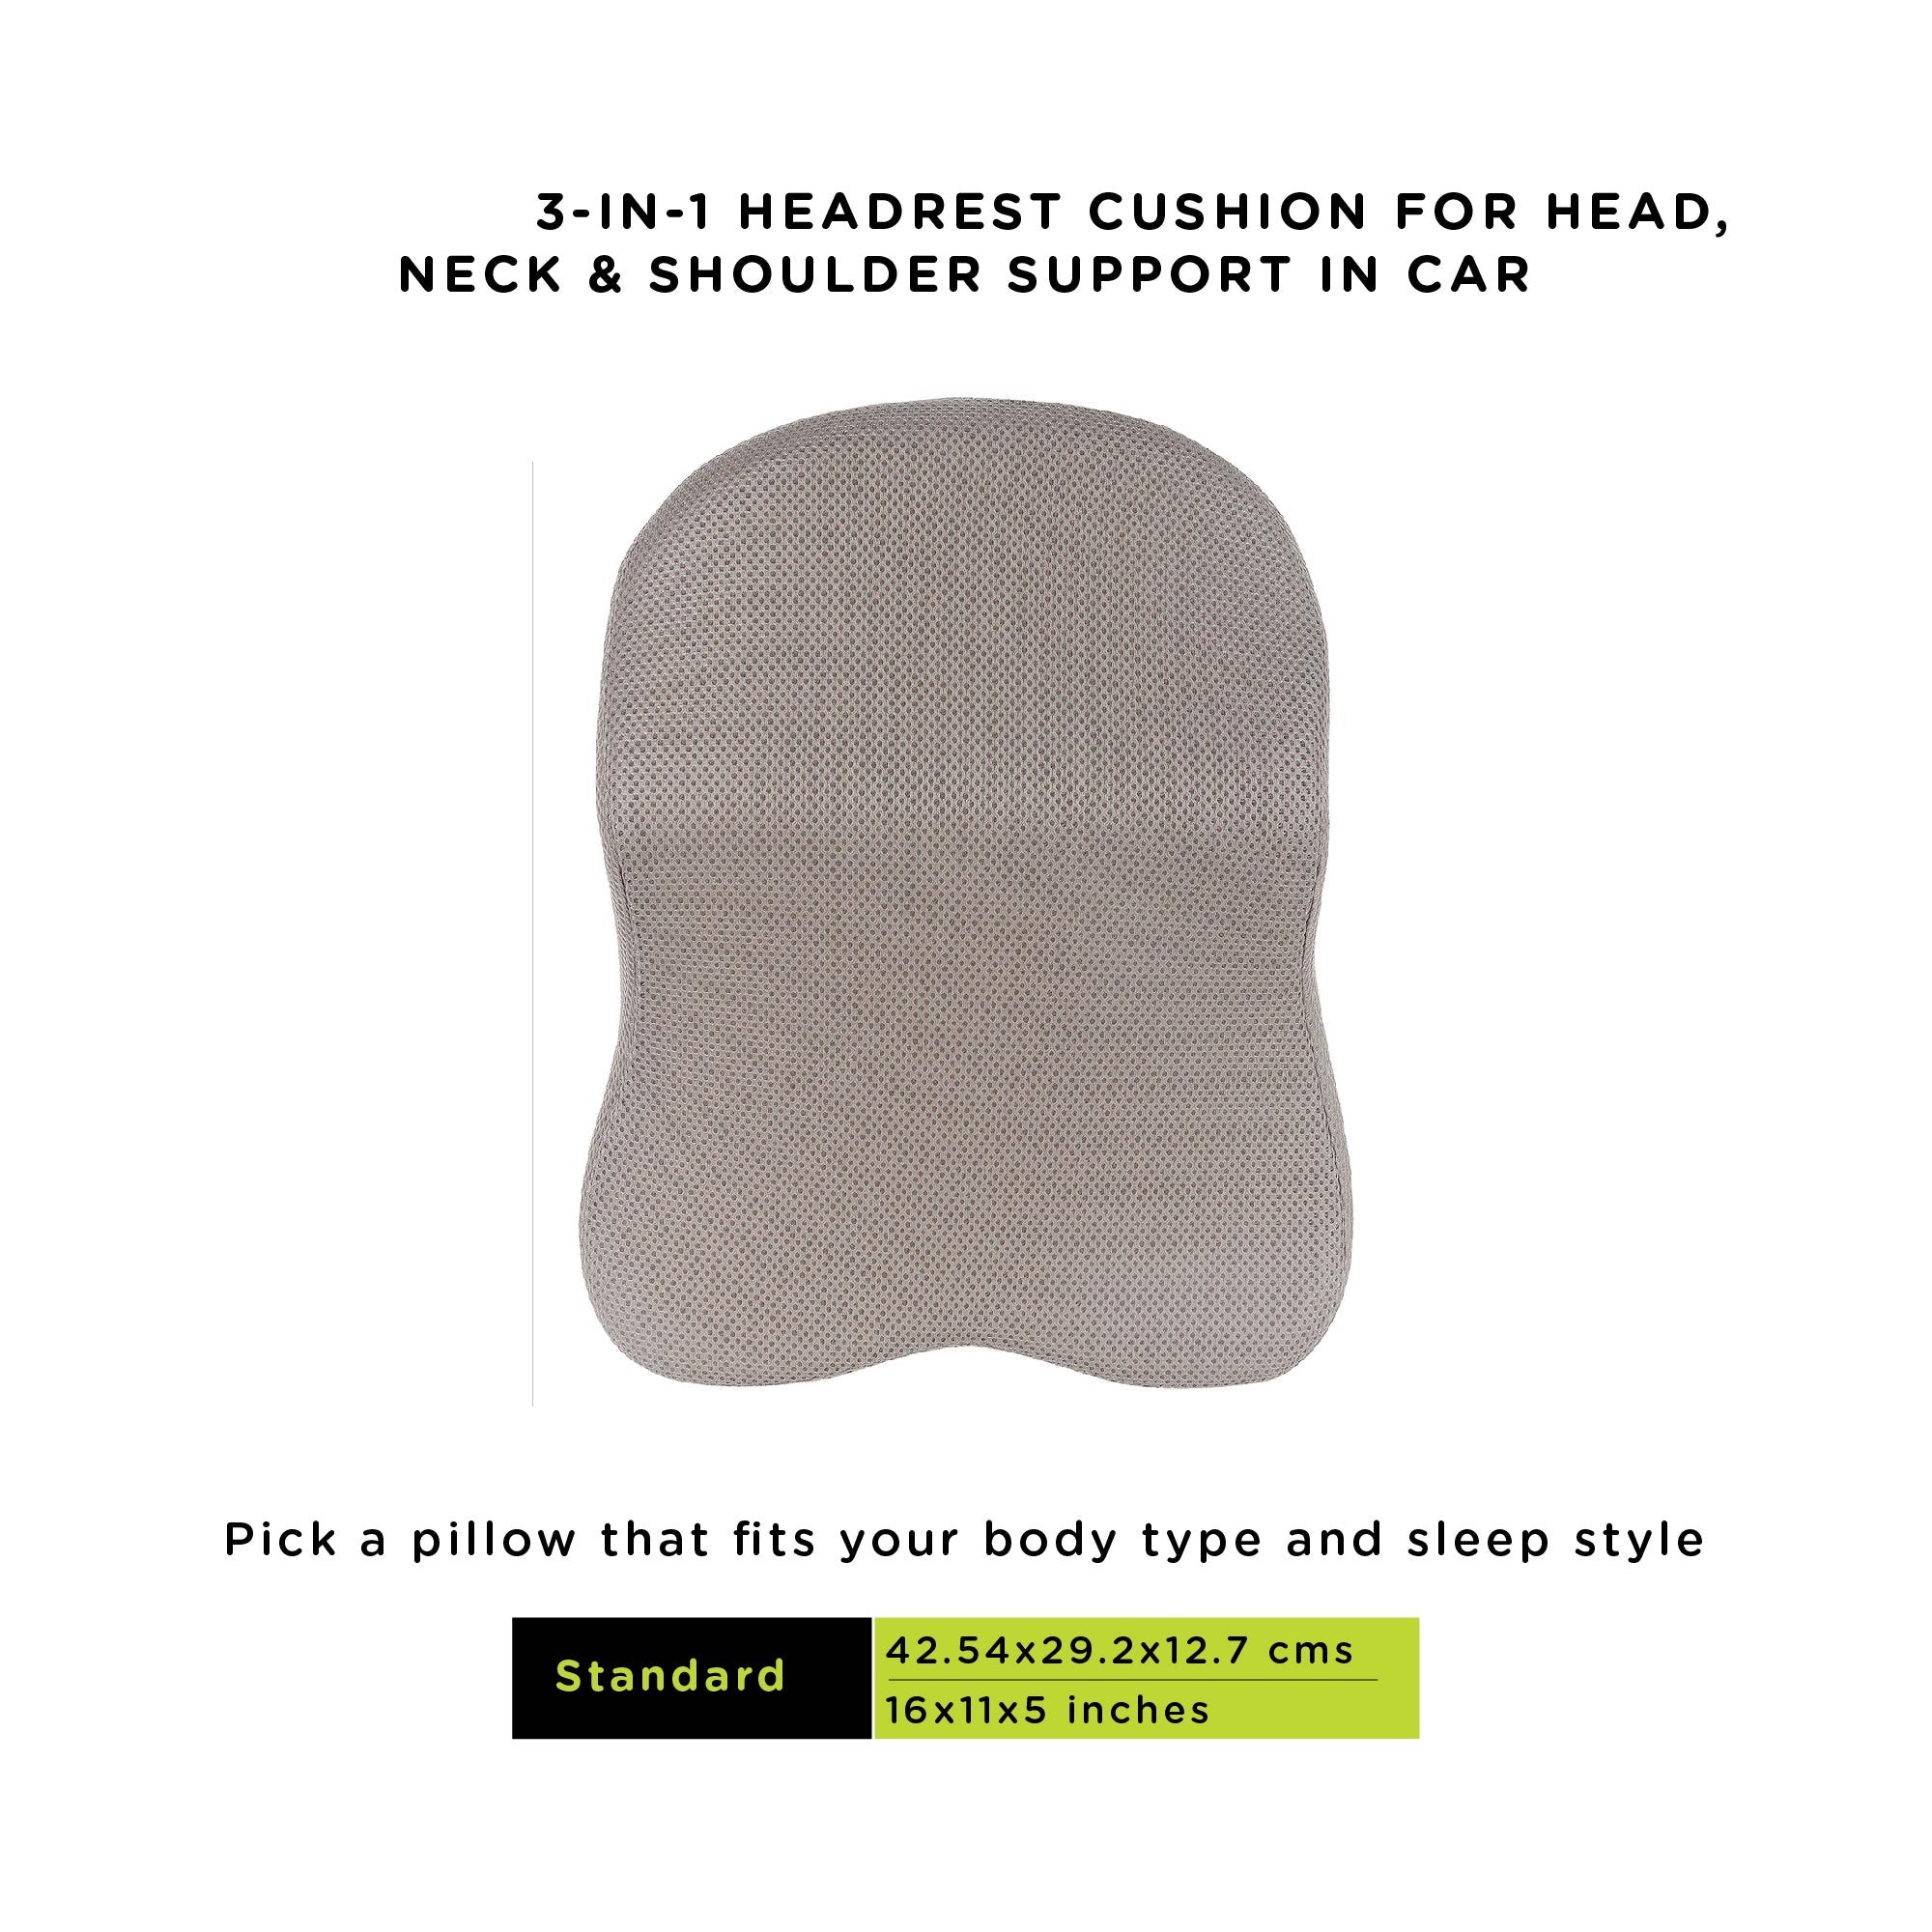 3-IN-1 HEADREST CUSHION FOR HEAD,
NECK & SHOULDER SUPPORT IN CAR
Pick a pillow that fits your body type and sleep style
Standard
42.54x29.2x12.7 cms
16x11x5 inches